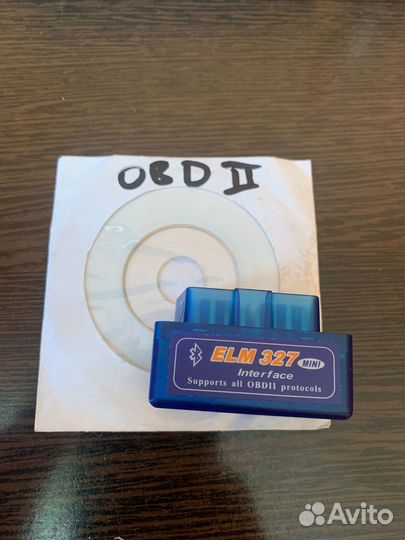 OBD II
ELM 327 MINI
Interface
Supports all OBDII protocols
Avito